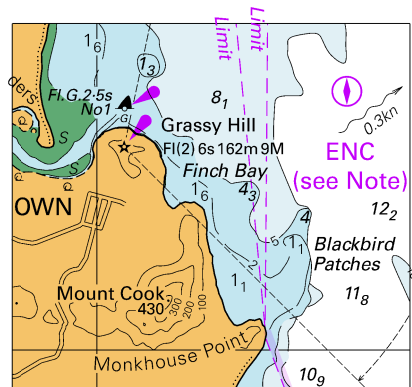 Limit
Limit
1₆
1₃
ders
Fl.G.2·5s
No1
G
8₁
0.3kn
Grassy Hill
Fl(2) 6s 162m 9M
S
S
ENC
(see Note)
Finch Bay
1₆
4₃
OWN
4
12₂
5
1₁
2
Blackbird
Patches
1₁
Mount Cook
430
300
200
100
11₈
Monkhouse Point
10₉